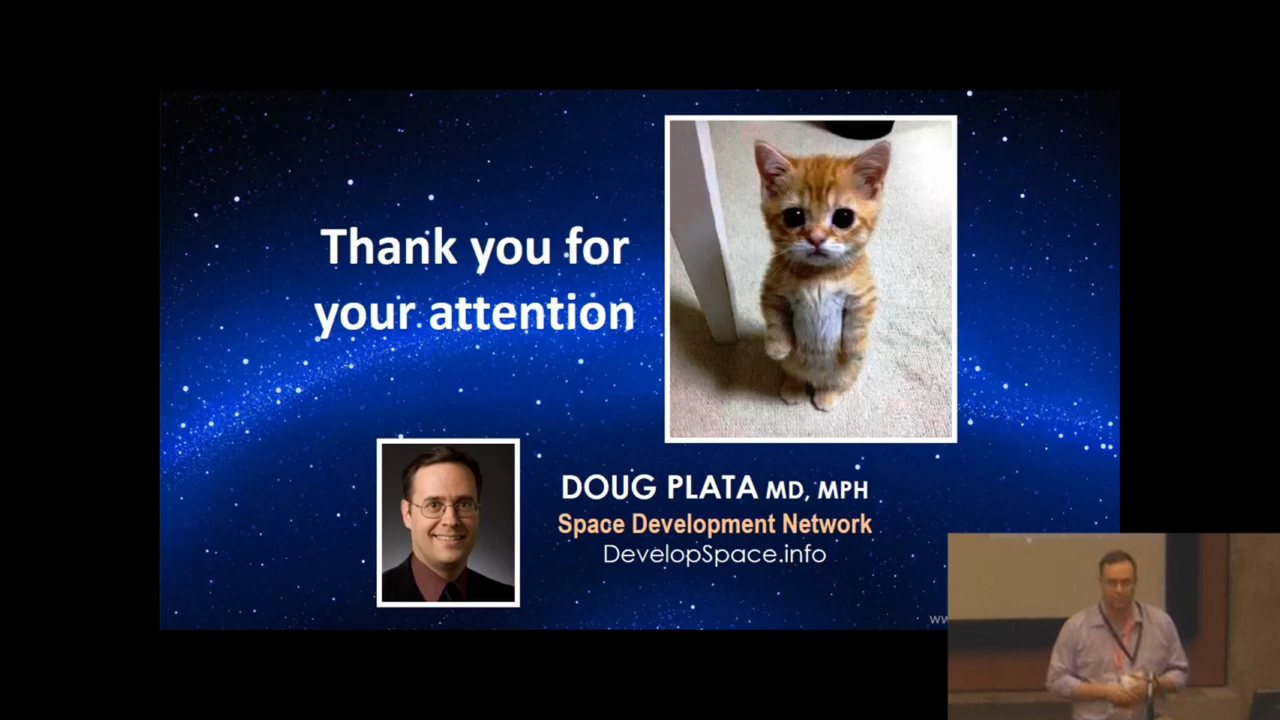 Thank you for
your attention
DOUG PLATA MD, MPH
Space Development Network
DevelopSpace.info